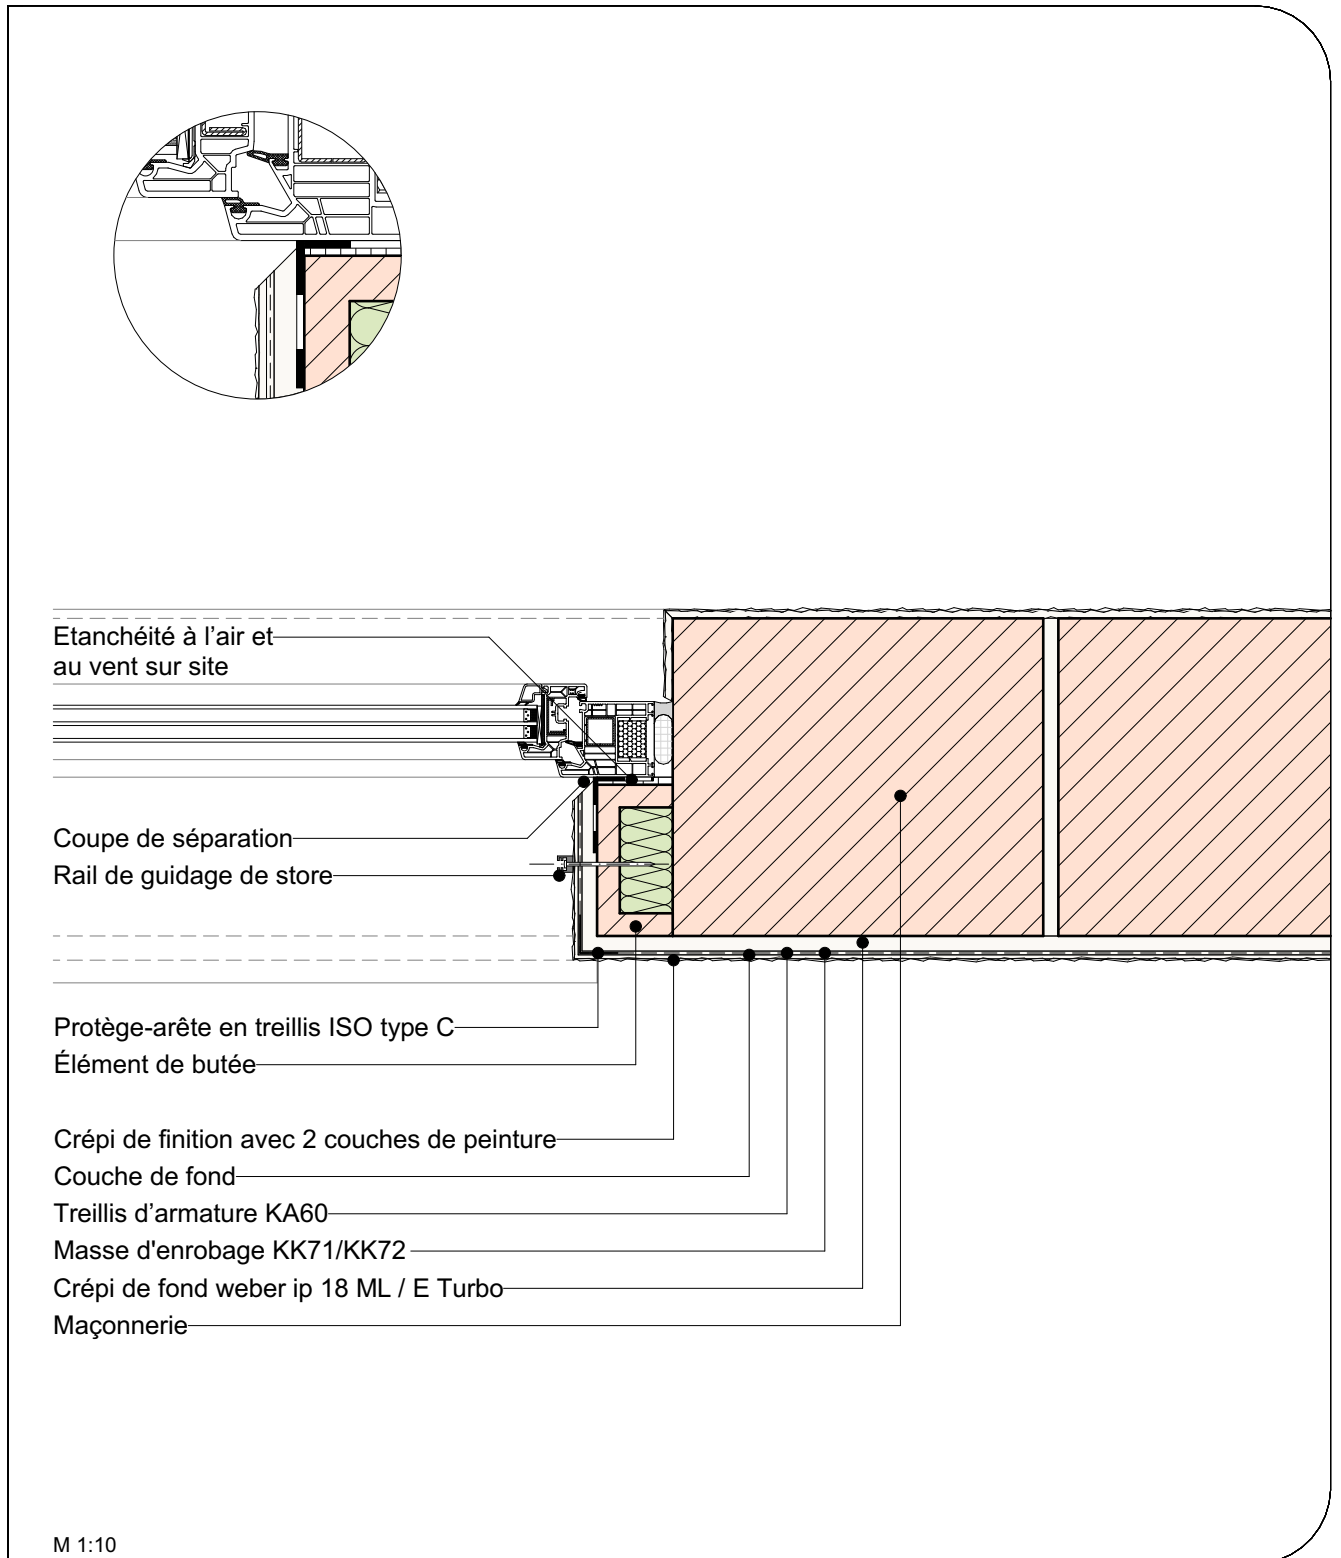 Etanchéité à l’air et
au vent sur site
Coupe de séparation
Rail de guidage de store
Protège-arête en treillis ISO type C
Élément de butée
Crépi de finition avec 2 couches de peinture
Couche de fond
Treillis d’armature KA60
Masse d'enrobage KK71/KK72
Crépi de fond weber ip 18 ML / E Turbo
Maçonnerie
M 1:10